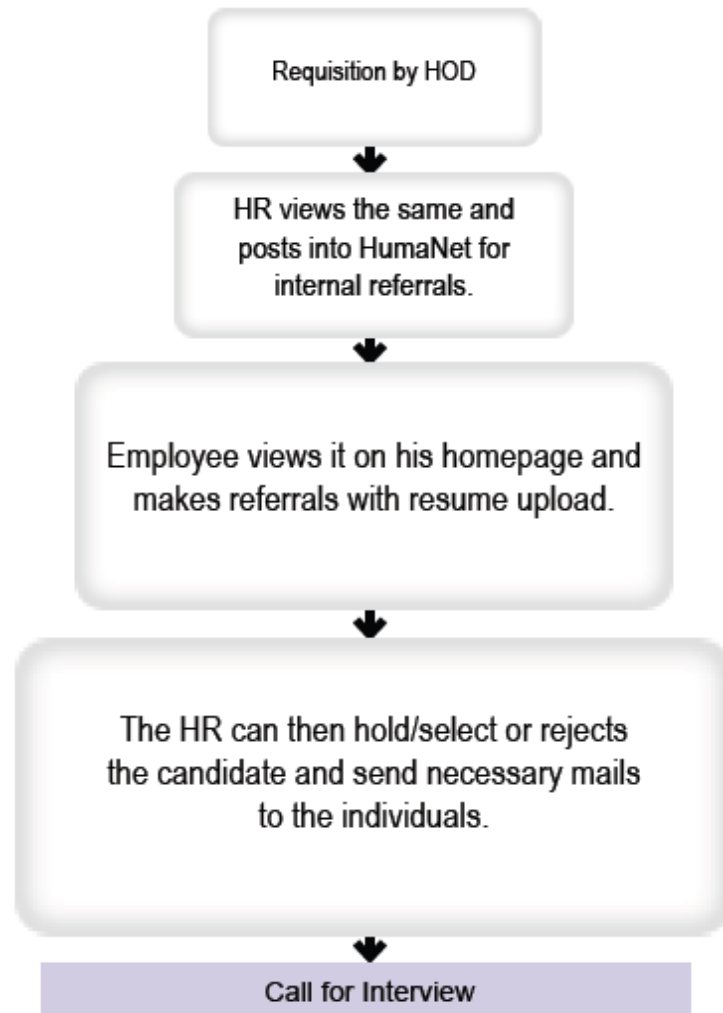 Requisition by HOD
HR views the same and
posts into HumaNet for
internal referrals.
Employee views it on his homepage and
makes referrals with resume upload.
The HR can then hold/select or rejects
the candidate and send necessary mails
to the individuals.
Call for Interview